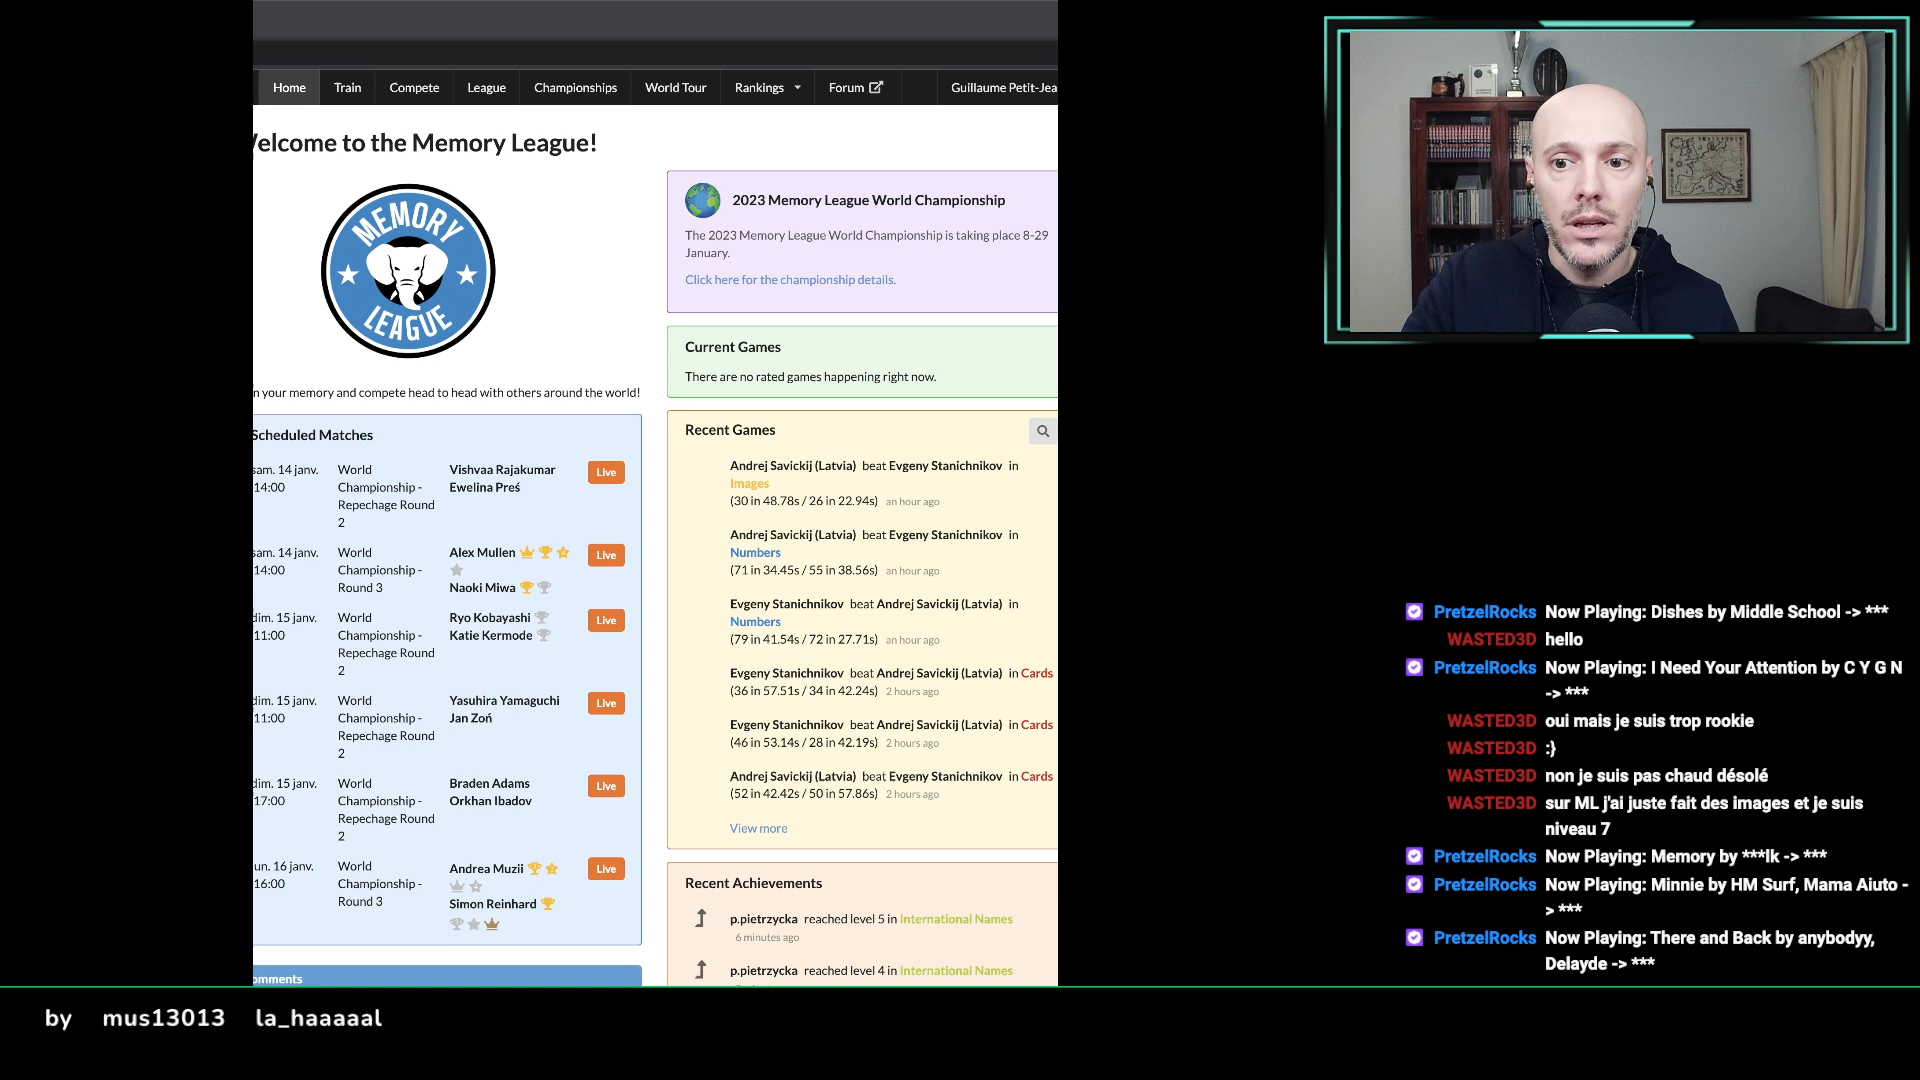 Home Train Compete League Championships World Tour Rankings Forum Guillaume Petit-Jea
elcome to the Memory League!
MEMORY
LEAGUE
n your memory and compete head to head with others around the world!
Scheduled Matches
sam. 14 janv. World Vishvaa Rajakumar Live
14:00 Championship - Ewelina Preś
Repechage Round
2
sam. 14 janv. World Alex Mullen Live
14:00 Championship -
Round 3 Naoki Miwa
dim. 15 janv. World Ryo Kobayashi Live
11:00 Championship - Katie Kermode
Repechage Round
2
dim. 15 janv. World Yasuhira Yamaguchi Live
11:00 Championship - Jan Zoń
Repechage Round
2
dim. 15 janv. World Braden Adams Live
17:00 Championship - Orkhan Ibadov
Repechage Round
2
un. 16 janv. World Andrea Muzii Live
16:00 Championship -
Round 3 Simon Reinhard
omments
2023 Memory League World Championship
The 2023 Memory League World Championship is taking place 8-29
January.
Click here for the championship details.
Current Games
There are no rated games happening right now.
Recent Games
Andrej Savickij (Latvia) beat Evgeny Stanichnikov in
Images
(30 in 48.78s / 26 in 22.94s) an hour ago
Andrej Savickij (Latvia) beat Evgeny Stanichnikov in
Numbers
(71 in 34.45s / 55 in 38.56s) an hour ago
Evgeny Stanichnikov beat Andrej Savickij (Latvia) in
Numbers
(79 in 41.54s / 72 in 27.71s) an hour ago
Evgeny Stanichnikov beat Andrej Savickij (Latvia) in Cards
(36 in 57.51s / 34 in 42.24s) 2 hours ago
Evgeny Stanichnikov beat Andrej Savickij (Latvia) in Cards
(46 in 53.14s / 28 in 42.19s) 2 hours ago
Andrej Savickij (Latvia) beat Evgeny Stanichnikov in Cards
(52 in 42.42s / 50 in 57.86s) 2 hours ago
View more
Recent Achievements
p.pietrzycka reached level 5 in International Names
6 minutes ago
p.pietrzycka reached level 4 in International Names
PretzelRocks Now Playing: Dishes by Middle School -> ***
WASTED3D hello
PretzelRocks Now Playing: I Need Your Attention by C Y G N
-> ***
WASTED3D oui mais je suis trop rookie
WASTED3D :}
WASTED3D non je suis pas chaud désolé
WASTED3D sur ML j'ai juste fait des images et je suis
niveau 7
PretzelRocks Now Playing: Memory by ***lk -> ***
PretzelRocks Now Playing: Minnie by HM Surf, Mama Aiuto -
> ***
PretzelRocks Now Playing: There and Back by anybodyy,
Delayde -> ***
by mus13013 la_haaaaal